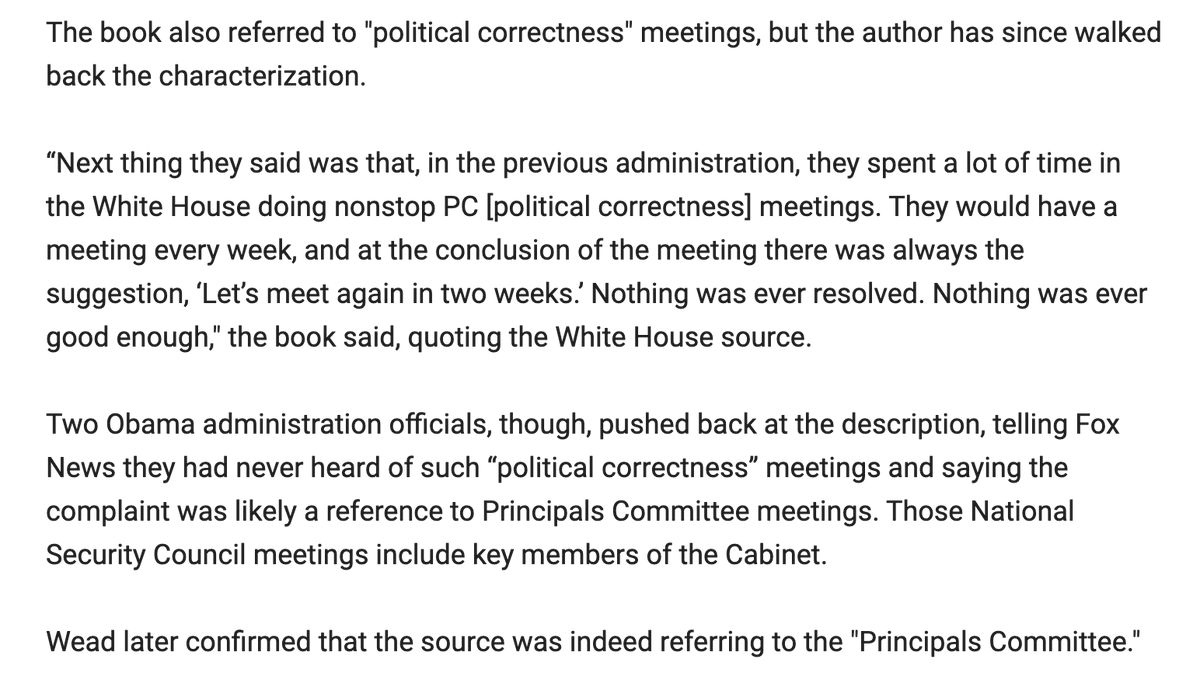 The book also referred to "political correctness" meetings, but the author has since walked
back the characterization.
“Next thing they said was that, in the previous administration, they spent a lot of time in
the White House doing nonstop PC [political correctness] meetings. They would have a
meeting every week, and at the conclusion of the meeting there was always the
suggestion, ‘Let’s meet again in two weeks.’ Nothing was ever resolved. Nothing was ever
good enough," the book said, quoting the White House source.
Two Obama administration officials, though, pushed back at the description, telling Fox
News they had never heard of such “political correctness” meetings and saying the
complaint was likely a reference to Principals Committee meetings. Those National
Security Council meetings include key members of the Cabinet.
Wead later confirmed that the source was indeed referring to the "Principals Committee."